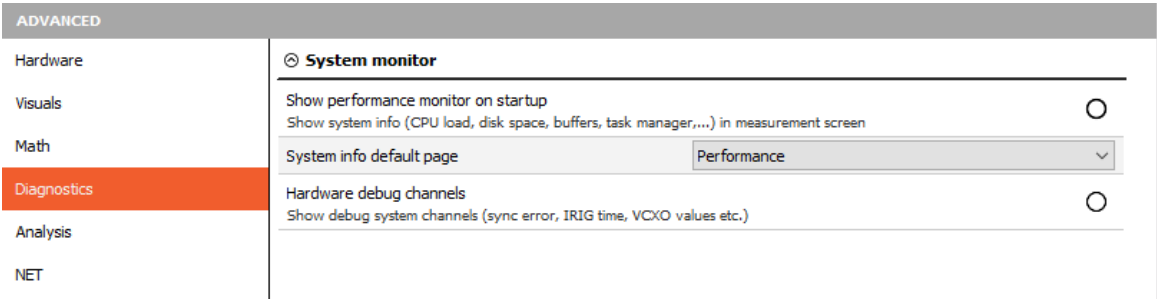 ADVANCED
Hardware
Visuals
Math
Diagnostics
Analysis
NET
System monitor
Show performance monitor on startup
Show system info (CPU load, disk space, buffers, task manager,...) in measurement screen
System info default page
Performance
Hardware debug channels
Show debug system channels (sync error, IRIG time, VCXO values etc.)